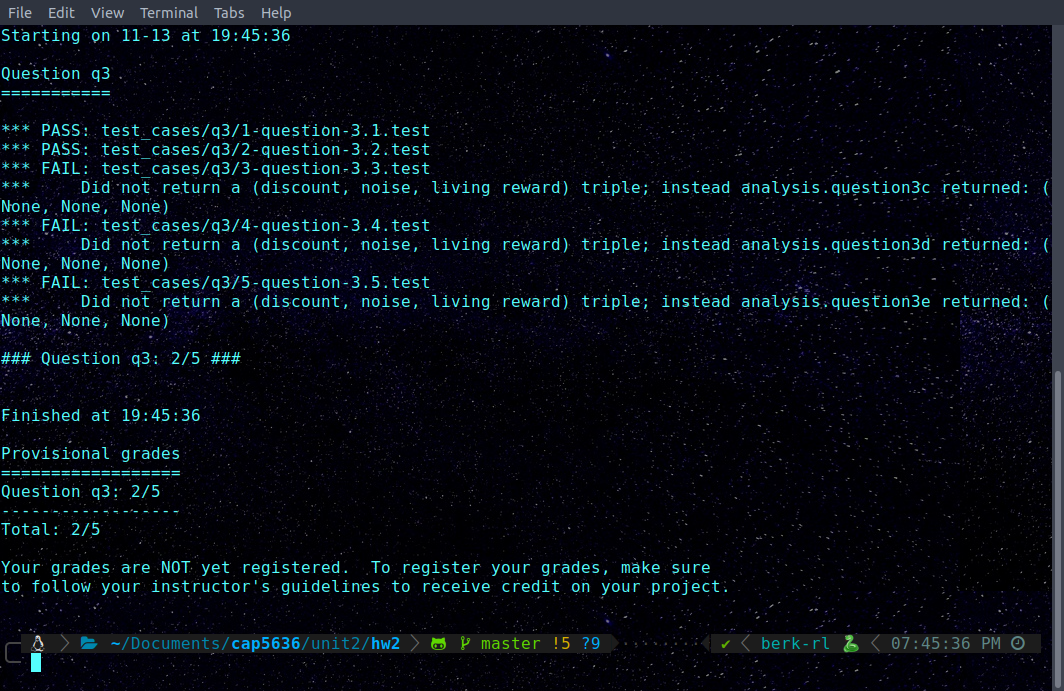 File Edit View Terminal Tabs Help
Starting on 11-13 at 19:45:36
Question q3
===========
*** PASS: test_cases/q3/1-question-3.1.test
*** PASS: test_cases/q3/2-question-3.2.test
*** FAIL: test_cases/q3/3-question-3.3.test
***     Did not return a (discount, noise, living reward) triple; instead analysis.question3c returned: (
None, None, None)
*** FAIL: test_cases/q3/4-question-3.4.test
***     Did not return a (discount, noise, living reward) triple; instead analysis.question3d returned: (
None, None, None)
*** FAIL: test_cases/q3/5-question-3.5.test
***     Did not return a (discount, noise, living reward) triple; instead analysis.question3e returned: (
None, None, None)
### Question q3: 2/5 ###
Finished at 19:45:36
Provisional grades
==================
Question q3: 2/5
------------------
Total: 2/5
Your grades are NOT yet registered.  To register your grades, make sure
to follow your instructor's guidelines to receive credit on your project.
~/Documents/cap5636/unit2/hw2 master !5 ?9 ✔ berk-rl 07:45:36 PM